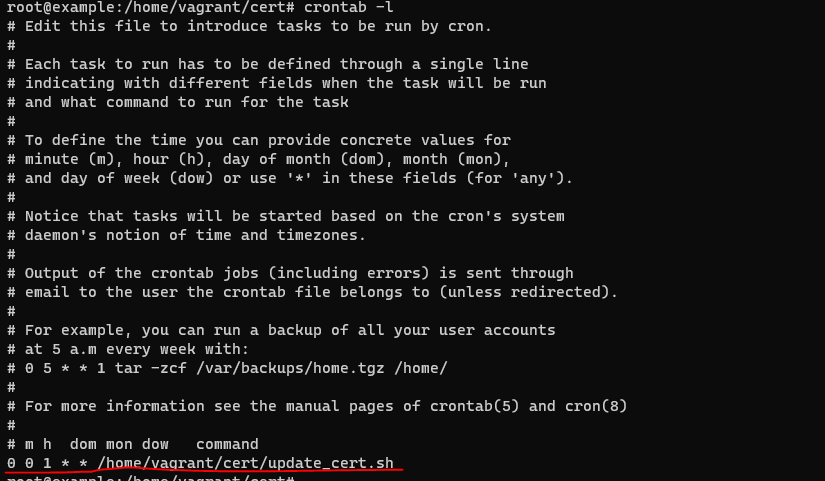 root@example:/home/vagrant/cert# crontab -l
# Edit this file to introduce tasks to be run by cron.
#
# Each task to run has to be defined through a single line
# indicating with different fields when the task will be run
# and what command to run for the task
#
# To define the time you can provide concrete values for
# minute (m), hour (h), day of month (dom), month (mon),
# and day of week (dow) or use '*' in these fields (for 'any').
#
# Notice that tasks will be started based on the cron's system
# daemon's notion of time and timezones.
#
# Output of the crontab jobs (including errors) is sent through
# email to the user the crontab file belongs to (unless redirected).
#
# For example, you can run a backup of all your user accounts
# at 5 a.m every week with:
# 0 5 * * 1 tar -zcf /var/backups/home.tgz /home/
#
# For more information see the manual pages of crontab(5) and cron(8)
#
# m h  dom mon dow   command
0 0 1 * * /home/vagrant/cert/update_cert.sh
root@example:/home/vagrant/cert#